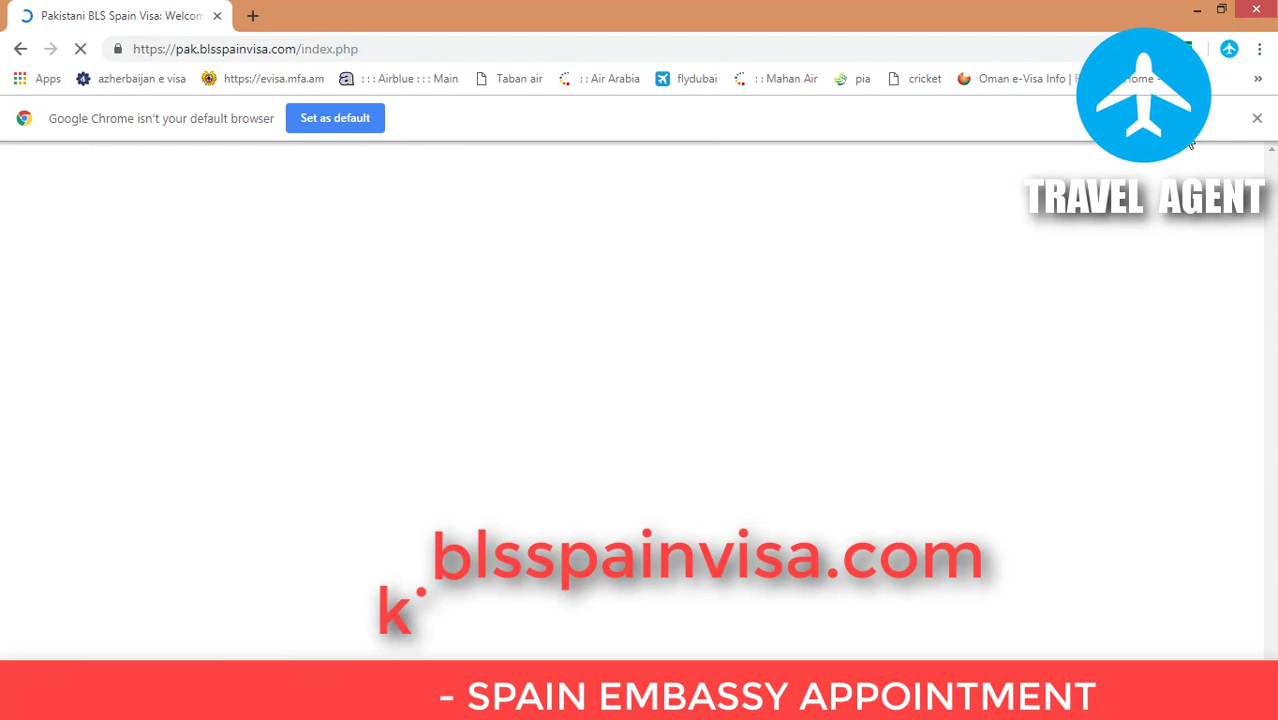 Pakistani BLS Spain Visa: Welcom
https://pak.blsspainvisa.com/index.php
Apps azherbaijan e visa https://evisa.mfa.am : : : Airblue : : : Main Taban air : : Air Arabia flydubai : : Mahan Air pia cricket Oman e-Visa Info | Home - »
Google Chrome isn't your default browser Set as default
TRAVEL AGENT
blsspainvisa.com
k.
- SPAIN EMBASSY APPOINTMENT